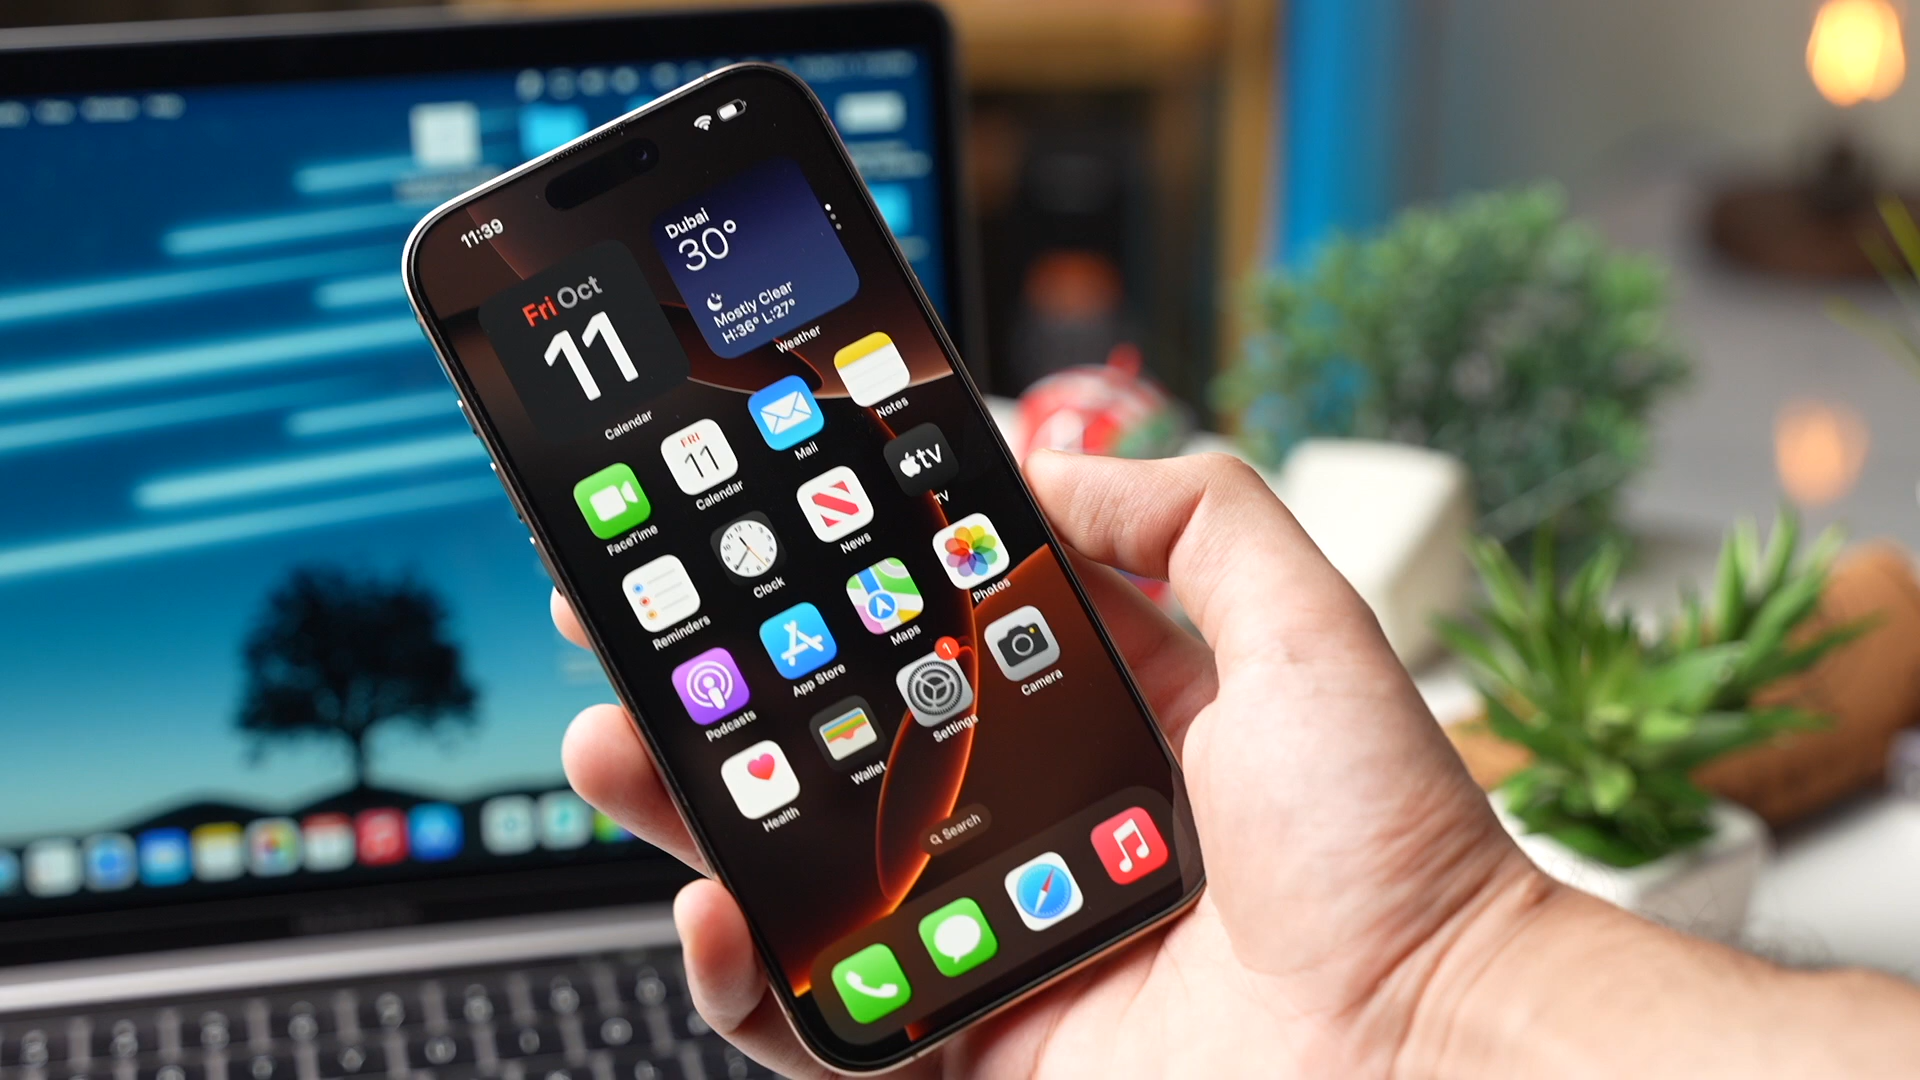 11:39
Fri Oct
11
Calendar
Dubai
30°
Mostly Clear
H:36° L:27°
Weather
FaceTime
FRI
11
Calendar
Mail
Notes
Reminders
Clock
News
tv
TV
Podcasts
App Store
Maps
Photos
Health
Wallet
1
Settings
Camera
Search